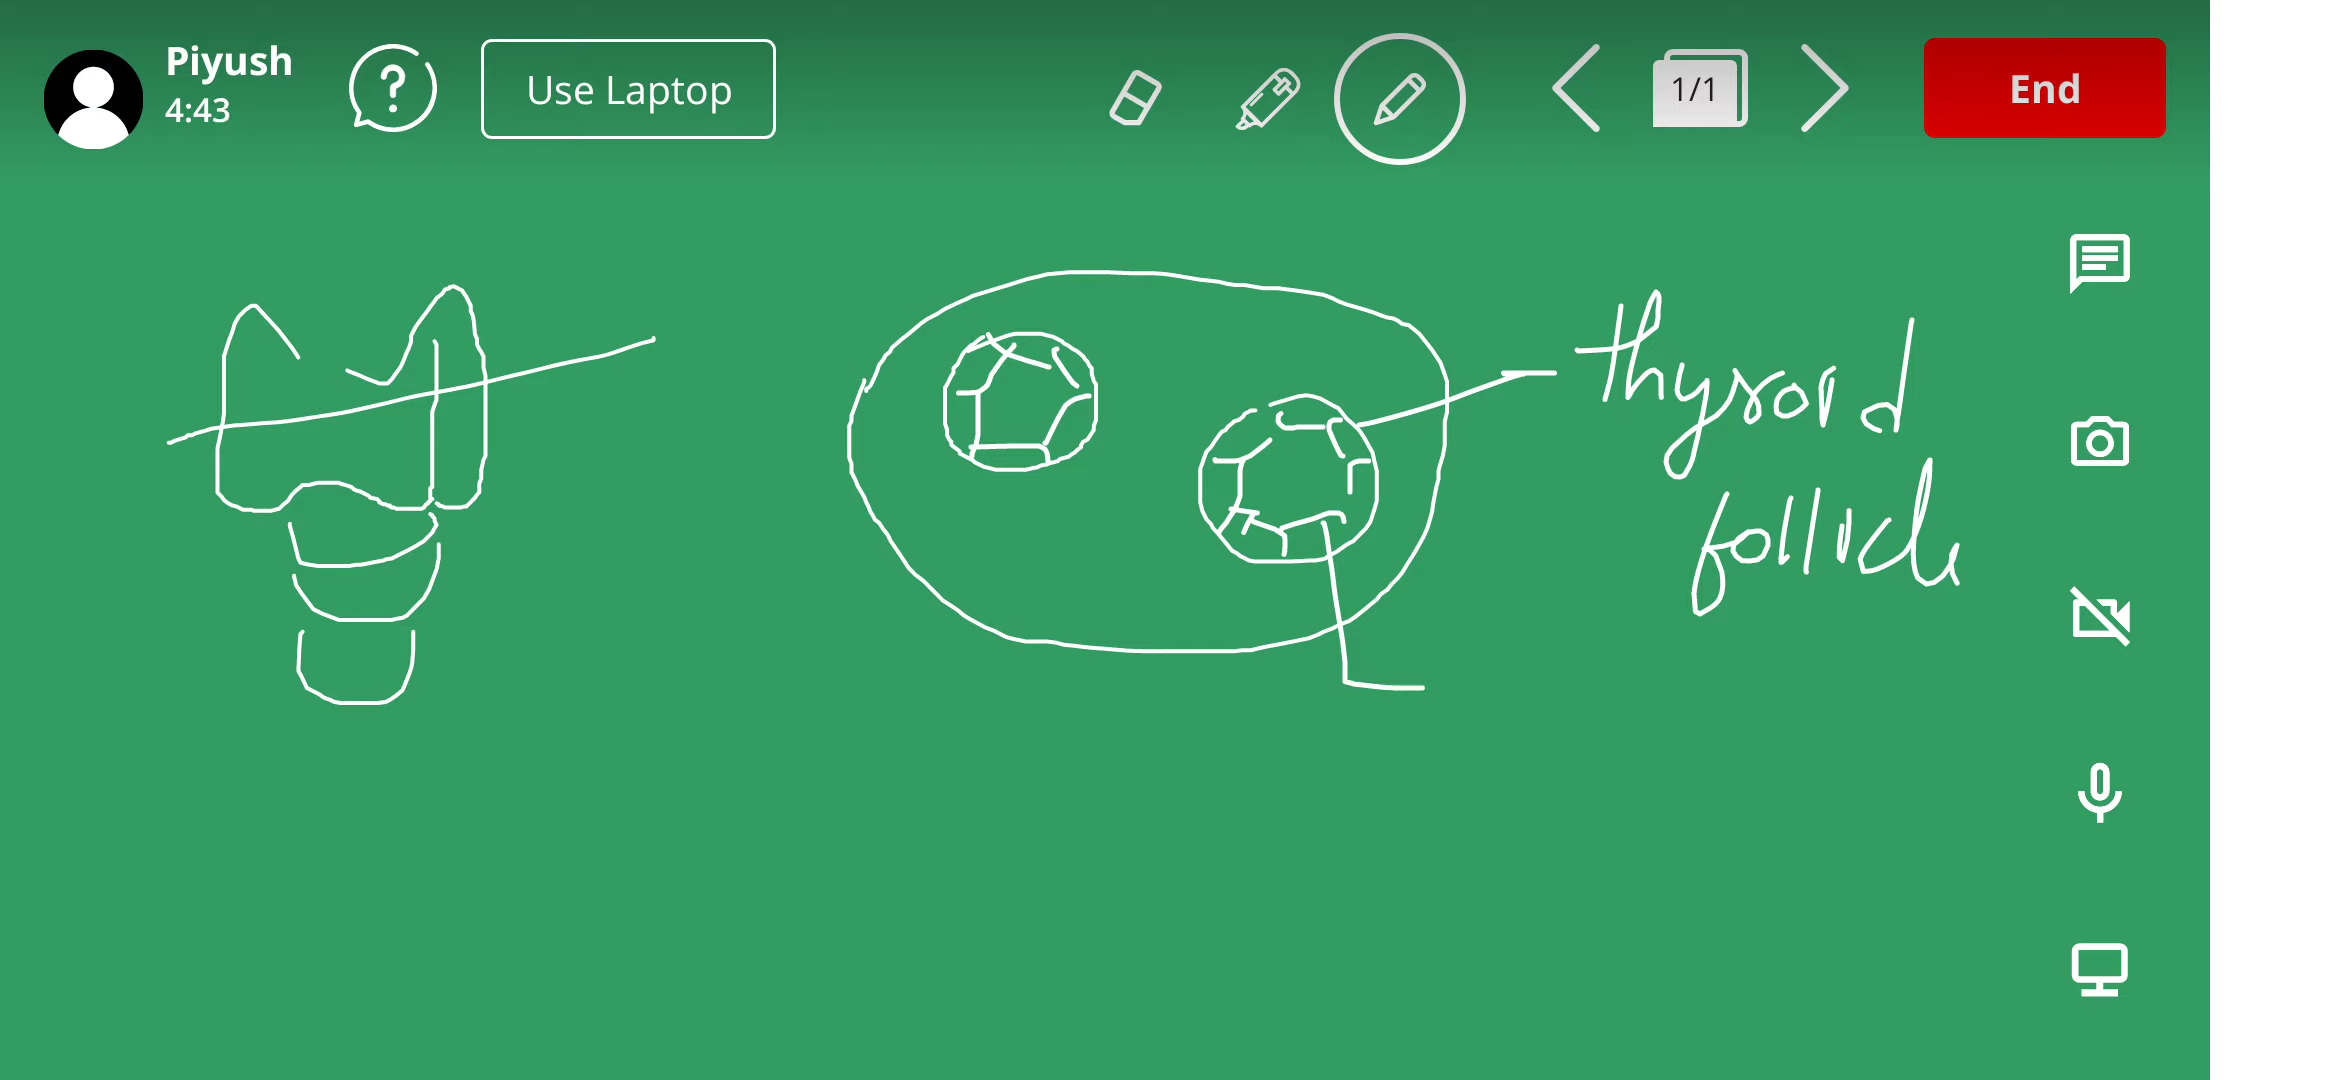 Piyush
4:43
Use Laptop
1/1
End
thyroid
follicle